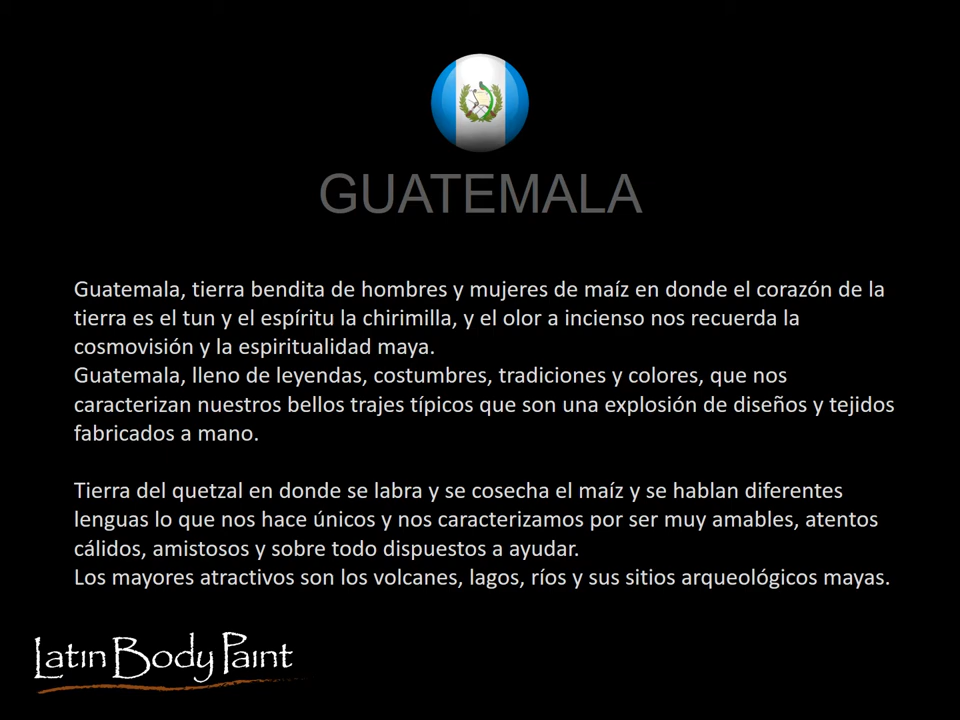 GUATEMALA
Guatemala, tierra bendita de hombres y mujeres de maíz en donde el corazón de la
tierra es el tun y el espíritu la chirimilla, y el olor a incienso nos recuerda la
cosmovisión y la espiritualidad maya.
Guatemala, lleno de leyendas, costumbres, tradiciones y colores, que nos
caracterizan nuestros bellos trajes típicos que son una explosión de diseños y tejidos
fabricados a mano.
Tierra del quetzal en donde se labra y se cosecha el maíz y se hablan diferentes
lenguas lo que nos hace únicos y nos caracterizamos por ser muy amables, atentos
cálidos, amistosos y sobre todo dispuestos a ayudar.
Los mayores atractivos son los volcanes, lagos, ríos y sus sitios arqueológicos mayas.
Latin Body Paint